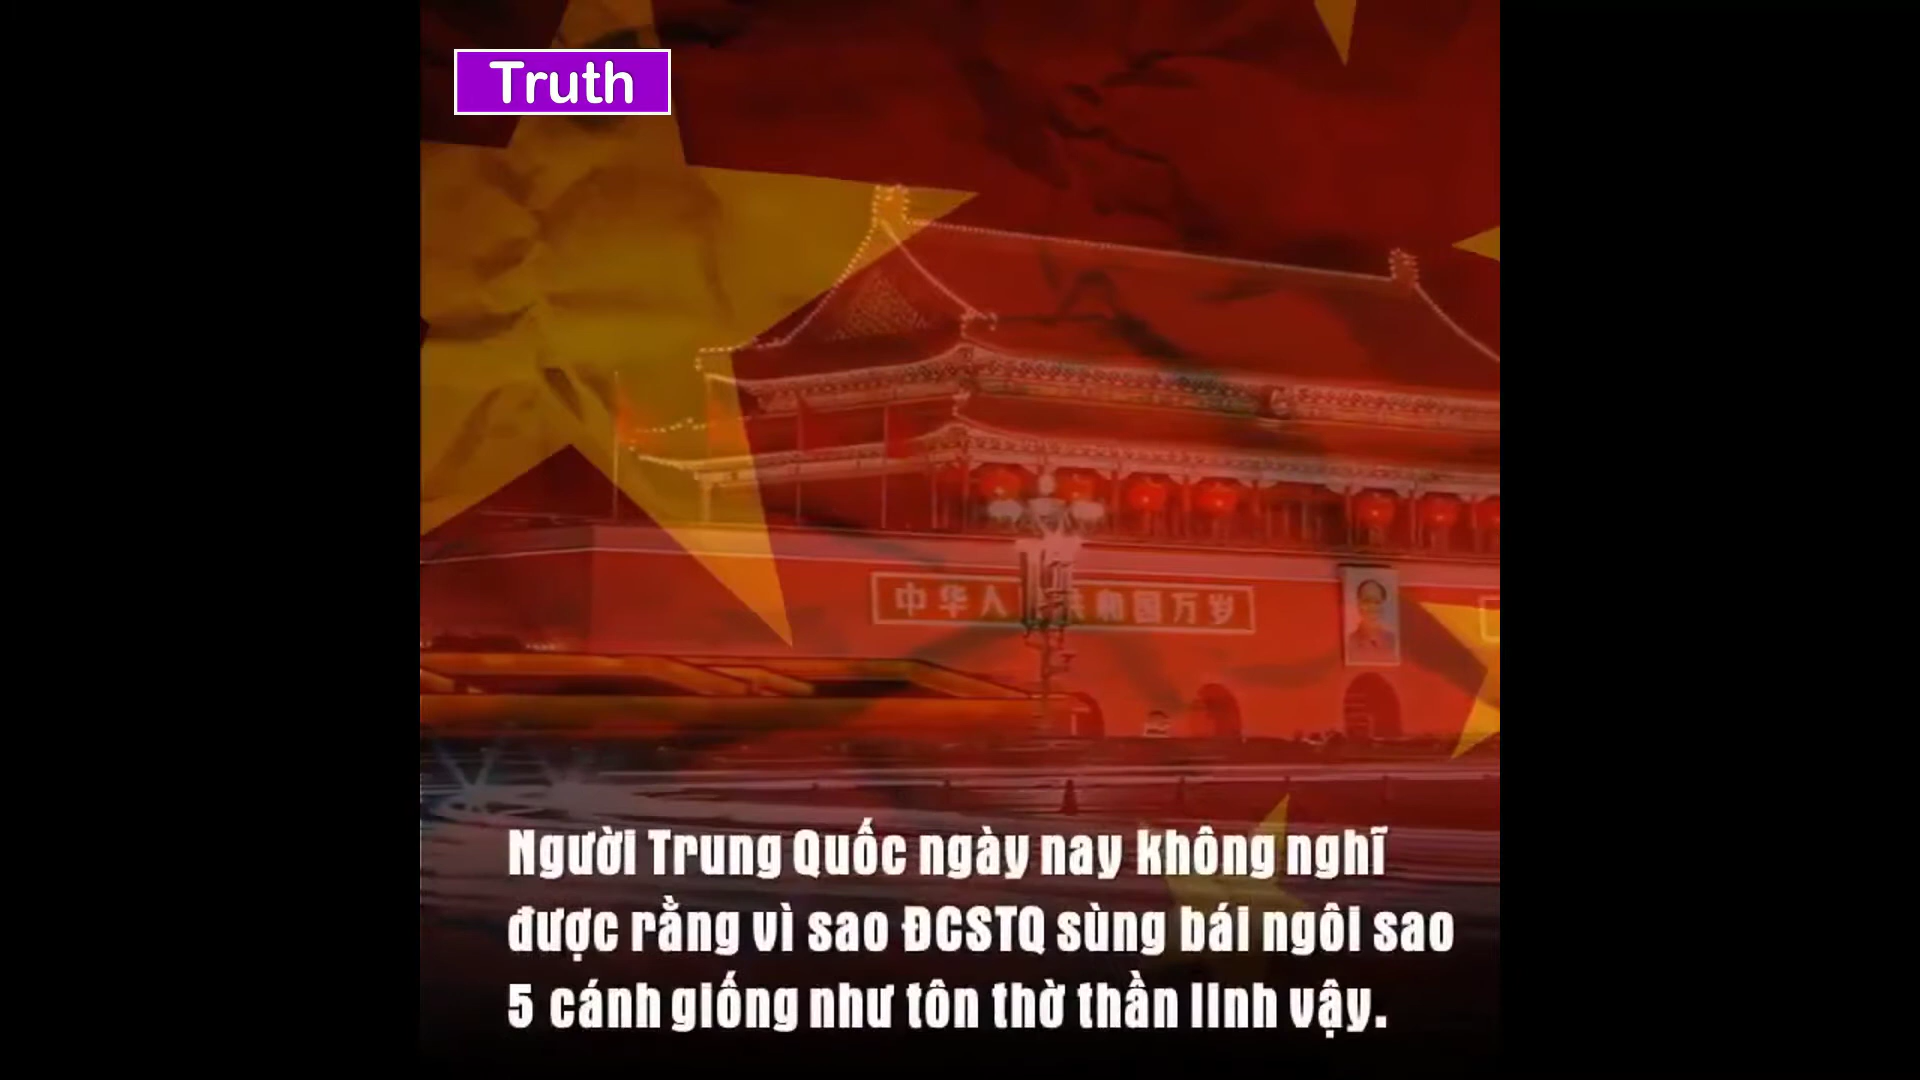 Truth
中华人共和国万岁
Người Trung Quốc ngày nay không nghĩ
được rằng vì sao ĐCSTQ sùng bái ngôi sao
5 cánh giống như tôn thờ thần linh vậy.